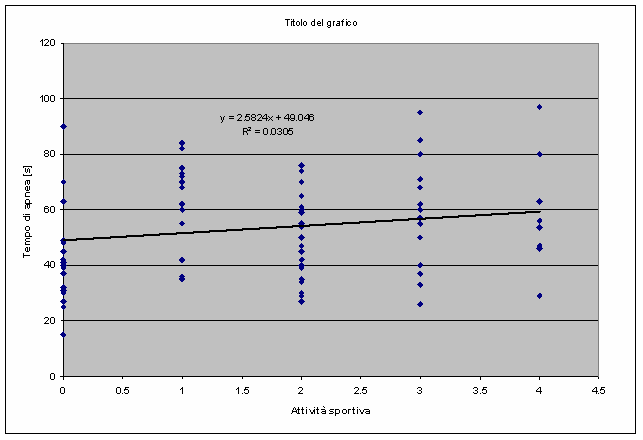 Titolo del grafico
120
100
80
60
40
20
0
y = 2.5824x + 49.046
R² = 0.0305
Tempo di apnea [s]
0 0.5 1 1.5 2 2.5 3 3.5 4 4.5
Attività sportiva